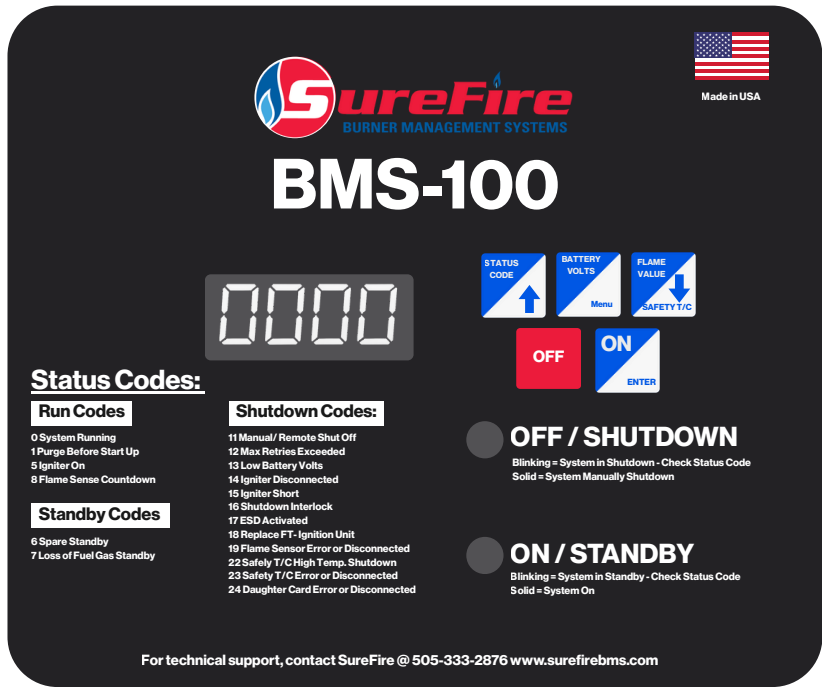 Made in USA
SureFire
BURNER MANAGEMENT SYSTEMS
BMS-100
STATUS
CODE
BATTERY
VOLTS
Menu
FLAME
VALUE
SAFETY T/C
0000
OFF
ON
ENTER
Status Codes:
Run Codes
0 System Running
1 Purge Before Start Up
5 Igniter On
8 Flame Sense Countdown
Standby Codes
6 Spare Standby
7 Loss of Fuel Gas Standby
Shutdown Codes:
11 Manual/ Remote Shut Off
12 Max Retries Exceeded
13 Low Battery Volts
14 Igniter Disconnected
15 Igniter Short
16 Shutdown Interlock
17 ESD Activated
18 Replace FT- Ignition Unit
19 Flame Sensor Error or Disconnected
22 Safety T/C High Temp. Shutdown
23 Safety T/C Error or Disconnected
24 Daughter Card Error or Disconnected
OFF / SHUTDOWN
Blinking = System in Shutdown - Check Status Code
Solid = System Manually Shutdown
ON / STANDBY
Blinking = System in Standby - Check Status Code
Solid = System On
For technical support, contact SureFire @ 505-333-2876 www.surefirebms.com